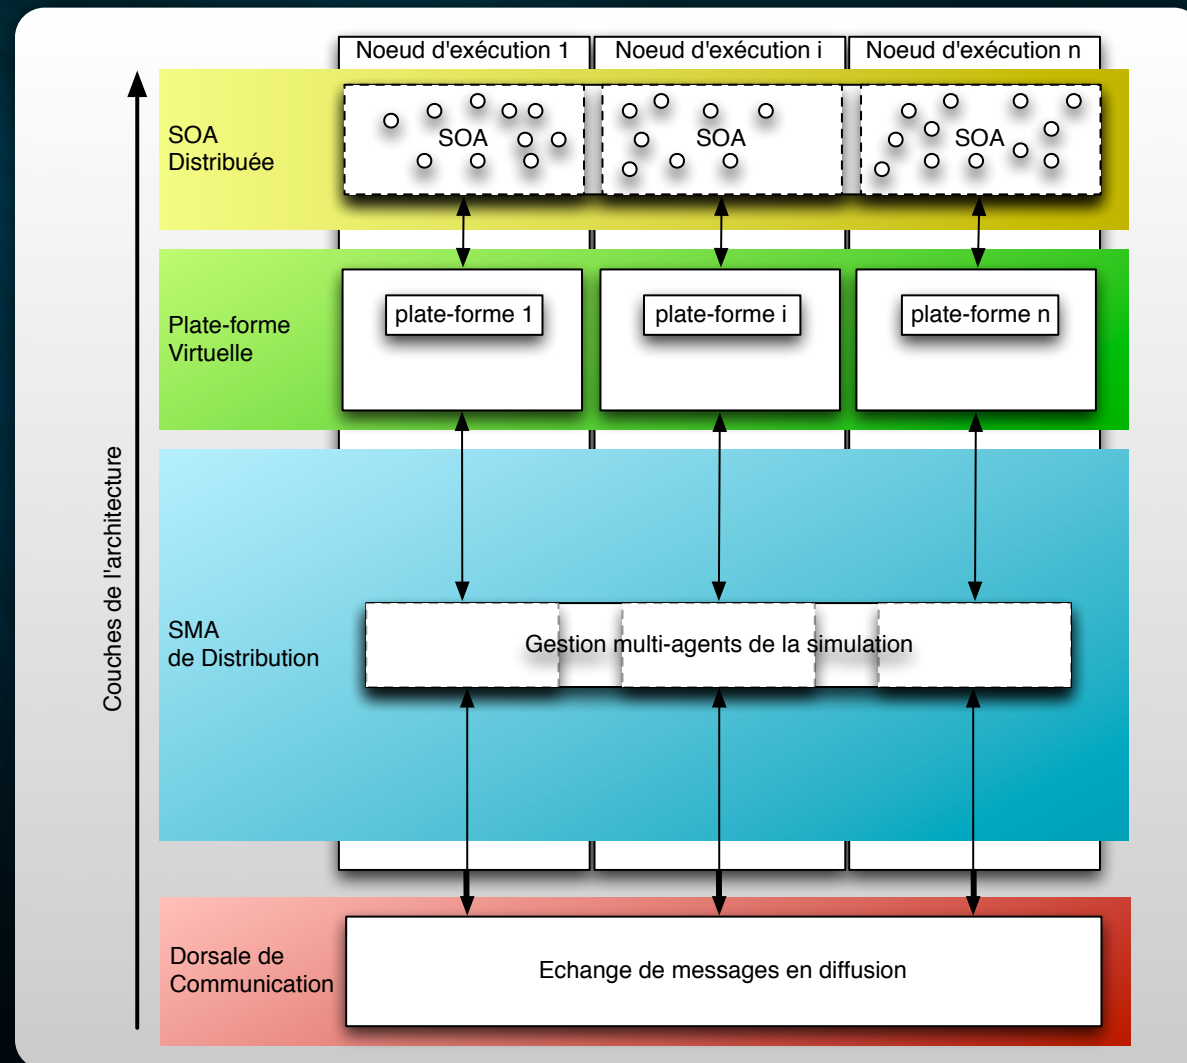 Noeud d'exécution 1
Noeud d'exécution i
Noeud d'exécution n
SOA
Distribuée
SOA
SOA
SOA
Plate-forme
Virtuelle
plate-forme 1
plate-forme i
plate-forme n
Couches de l'architecture
SMA
de Distribution
Gestion multi-agents de la simulation
Dorsale de
Communication
Echange de messages en diffusion